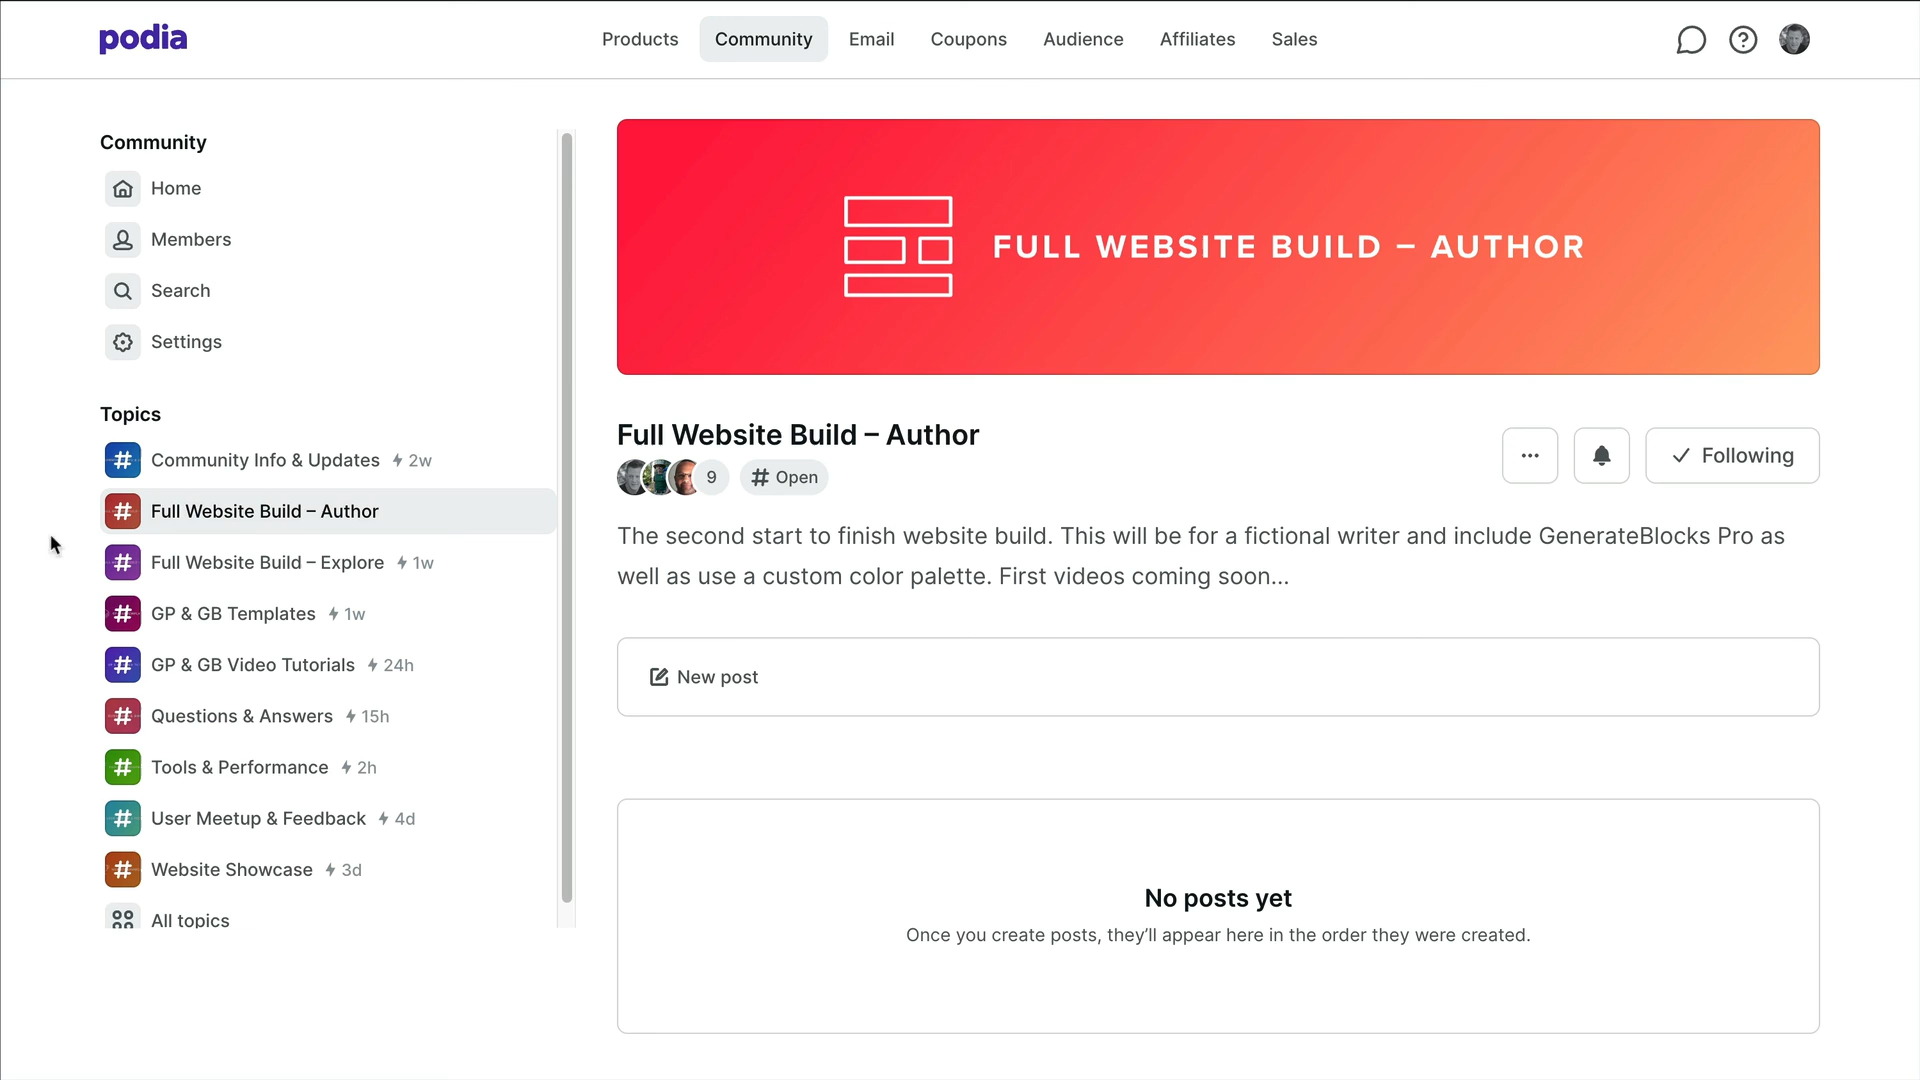 podia
Products
Community
Email
Coupons
Audience
Affiliates
Sales
Community
Home
Members
Search
Settings
Topics
Community Info & Updates 2w
Full Website Build – Author
Full Website Build – Explore 1w
GP & GB Templates 1w
GP & GB Video Tutorials 24h
Questions & Answers 15h
Tools & Performance 2h
User Meetup & Feedback 4d
Website Showcase 3d
All topics
FULL WEBSITE BUILD – AUTHOR
Full Website Build – Author
9 # Open
Following
The second start to finish website build. This will be for a fictional writer and include GenerateBlocks Pro as
well as use a custom color palette. First videos coming soon...
New post
No posts yet
Once you create posts, they’ll appear here in the order they were created.